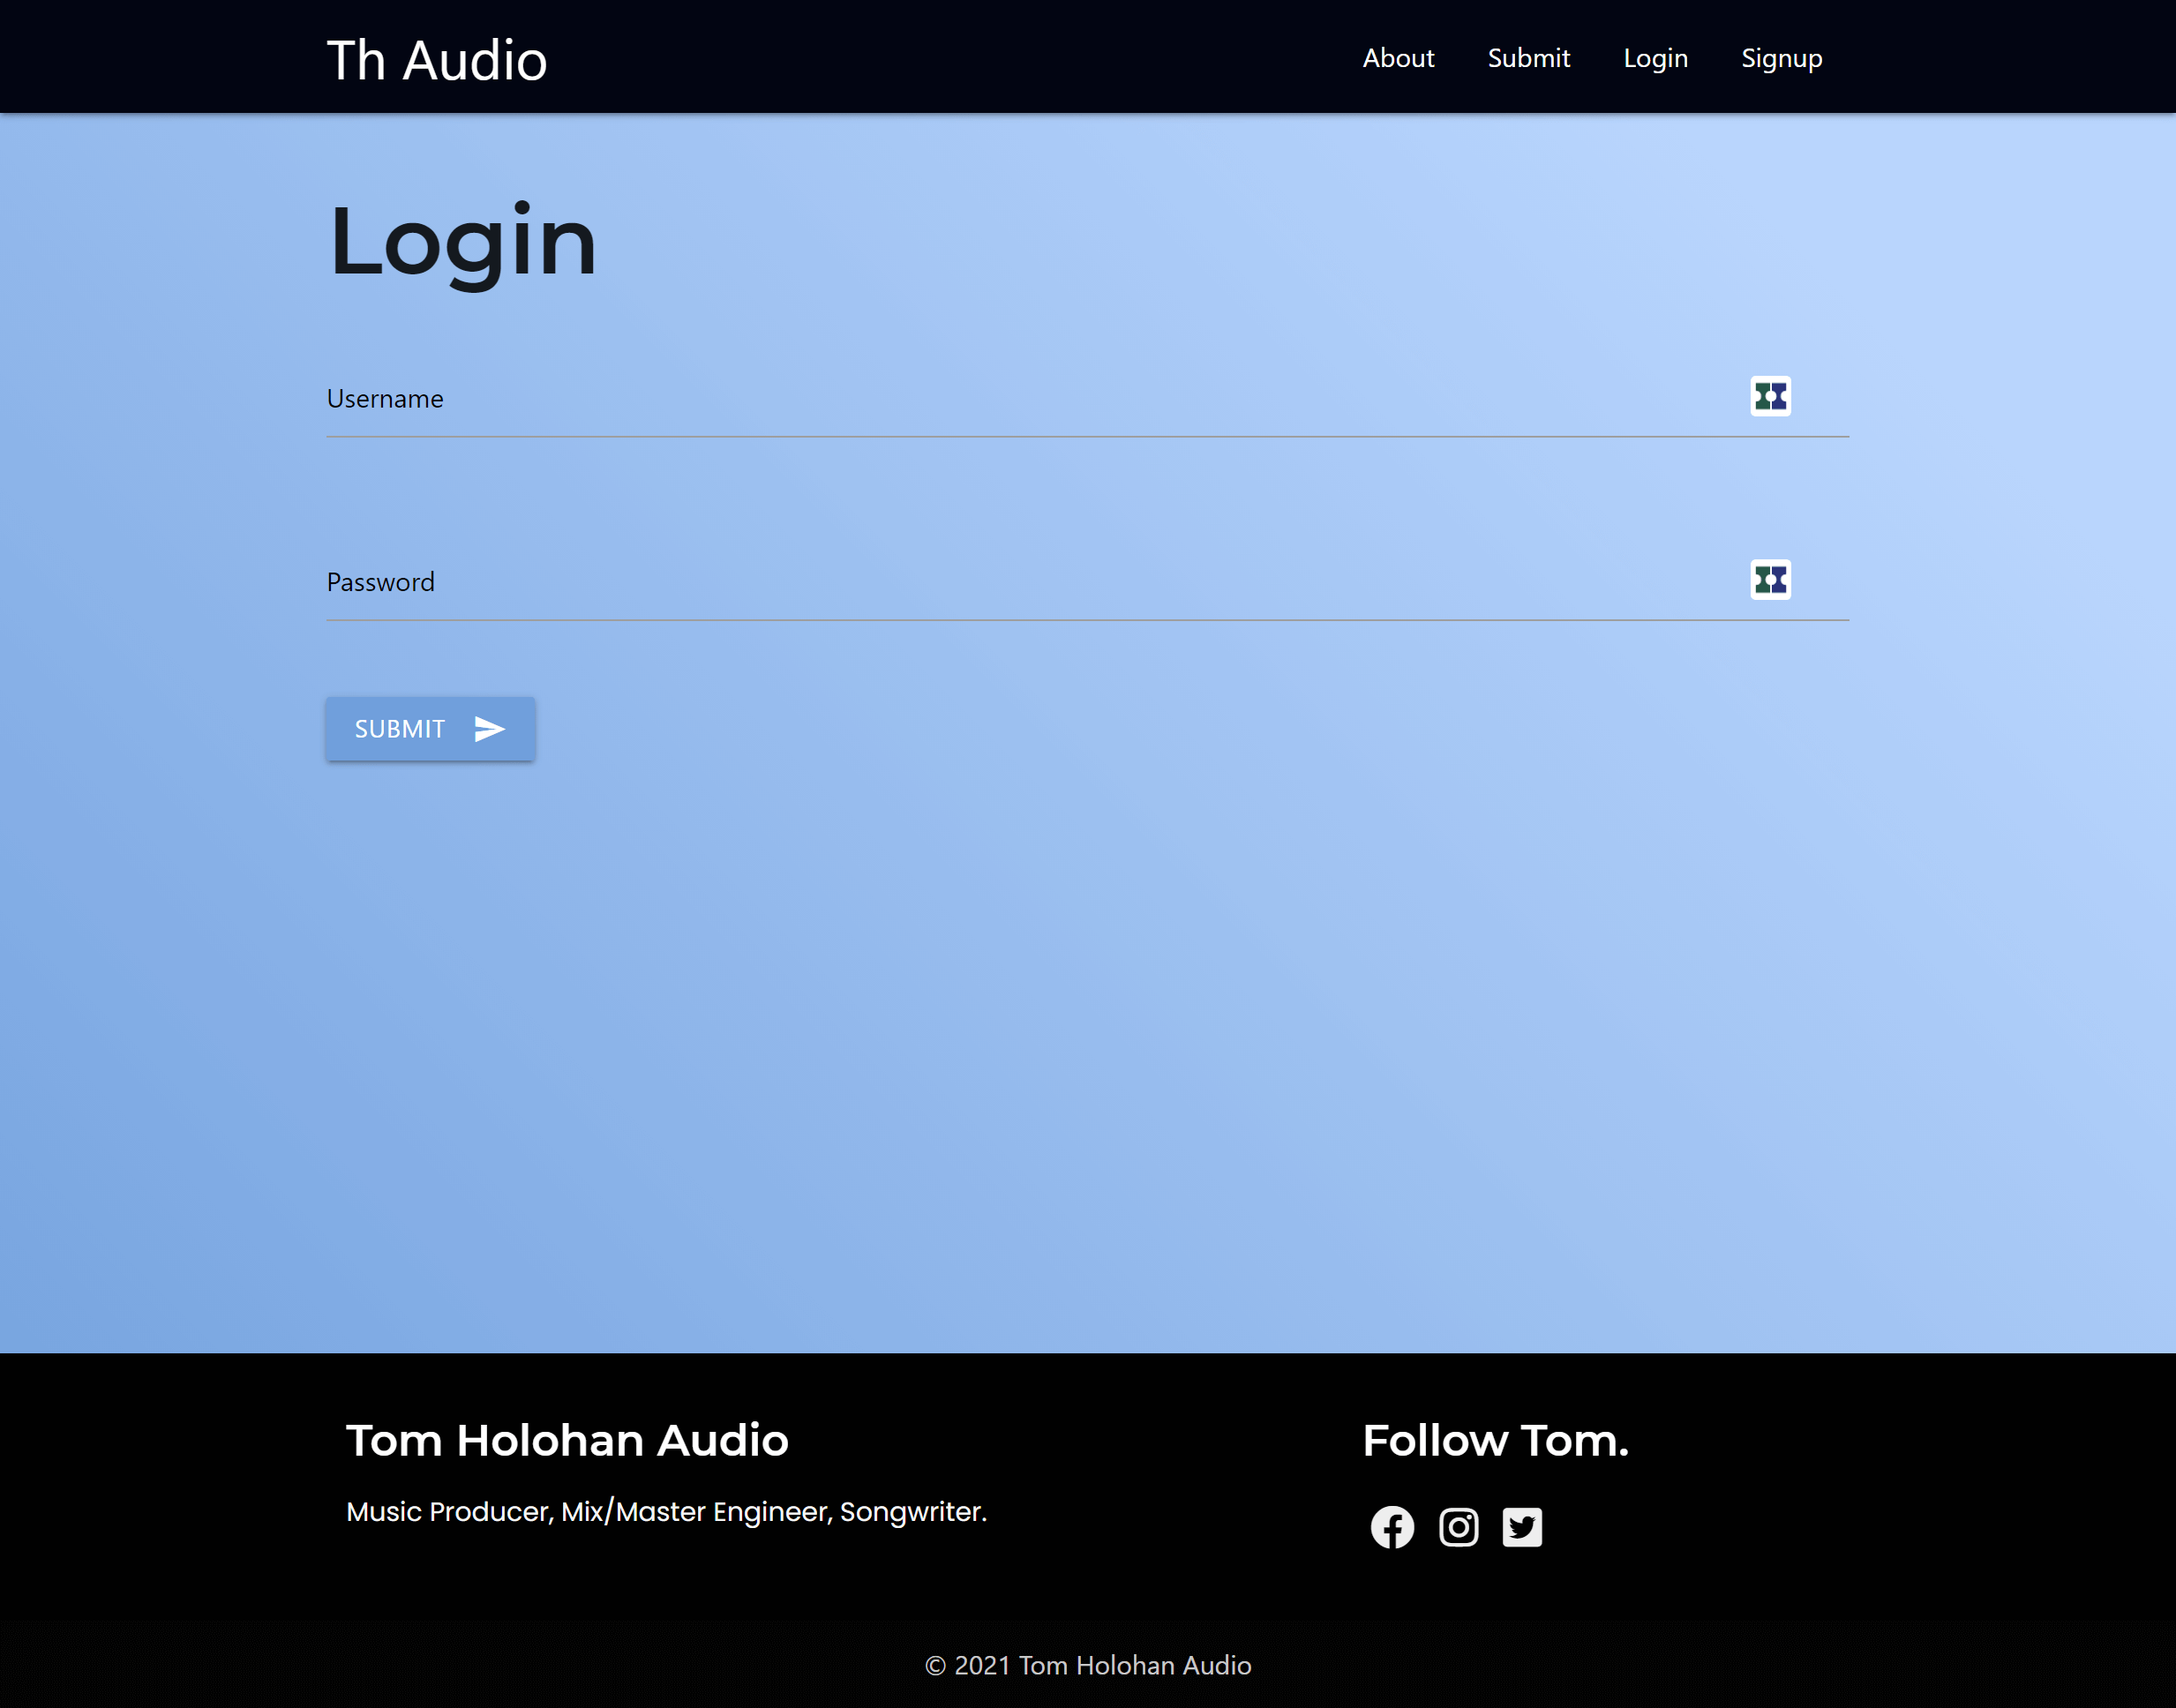 Th Audio
About Submit Login Signup
Login
Username
Password
SUBMIT
Tom Holohan Audio
Music Producer, Mix/Master Engineer, Songwriter.
Follow Tom.
© 2021 Tom Holohan Audio